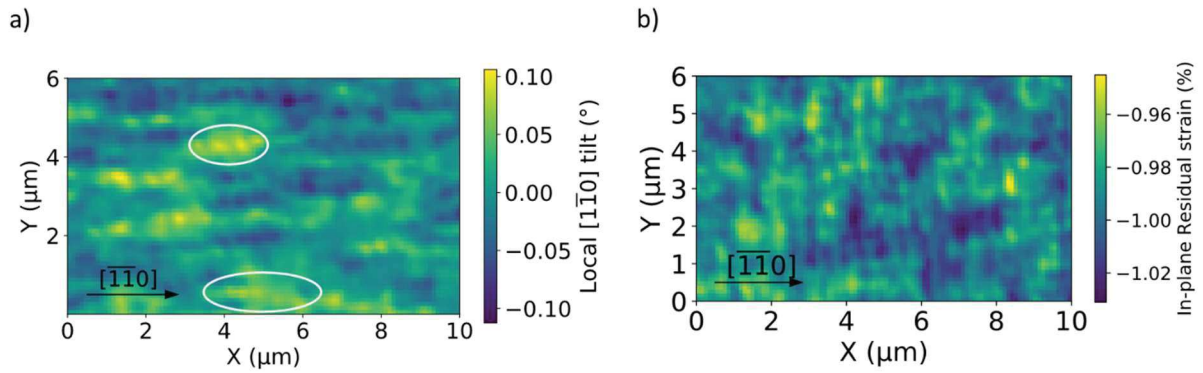 a)
6
4
2
Y (μm)
[1̅1̅0]
0 2 4 6 8 10
X (μm)
0.10
0.05
0.00
−0.05
−0.10
Local [11̅0] tilt (°)
b)
6
5
4
3
2
1
0
Y (μm)
[1̅1̅0]
0 2 4 6 8 10
X (μm)
−0.96
−0.98
−1.00
−1.02
In-plane Residual strain (%)